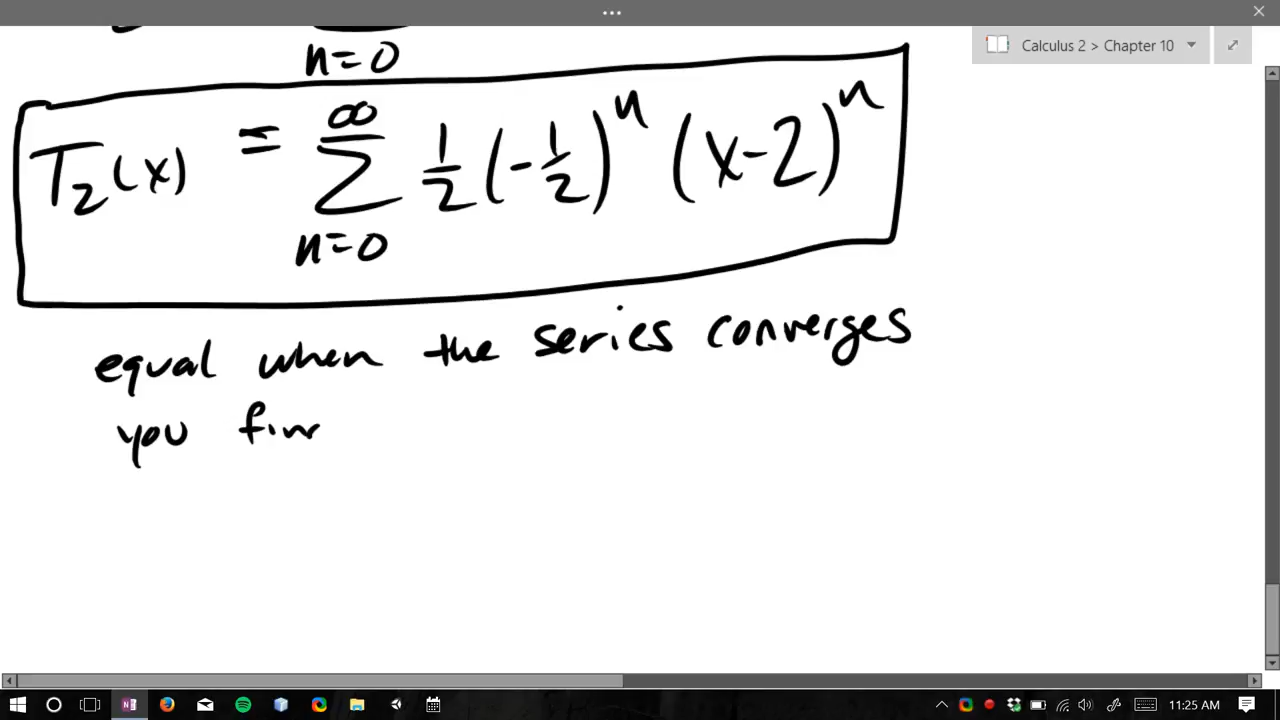 ...
Calculus 2 > Chapter 10
n=0
T₂(x) = ∞ ∑ n=0 1/2 (-1/2)ⁿ (x-2)ⁿ
equal when the series converges
you fin
11:25 AM